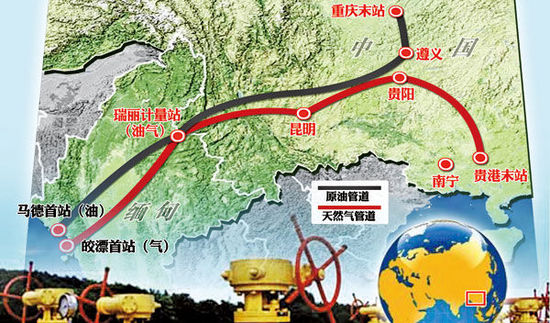 重庆末站
中国
遵义
贵阳
瑞丽计量站
(油气)
昆明
南宁
贵港末站
马德首站(油)
缅甸
皎漂首站(气)
原油管道
天然气管道